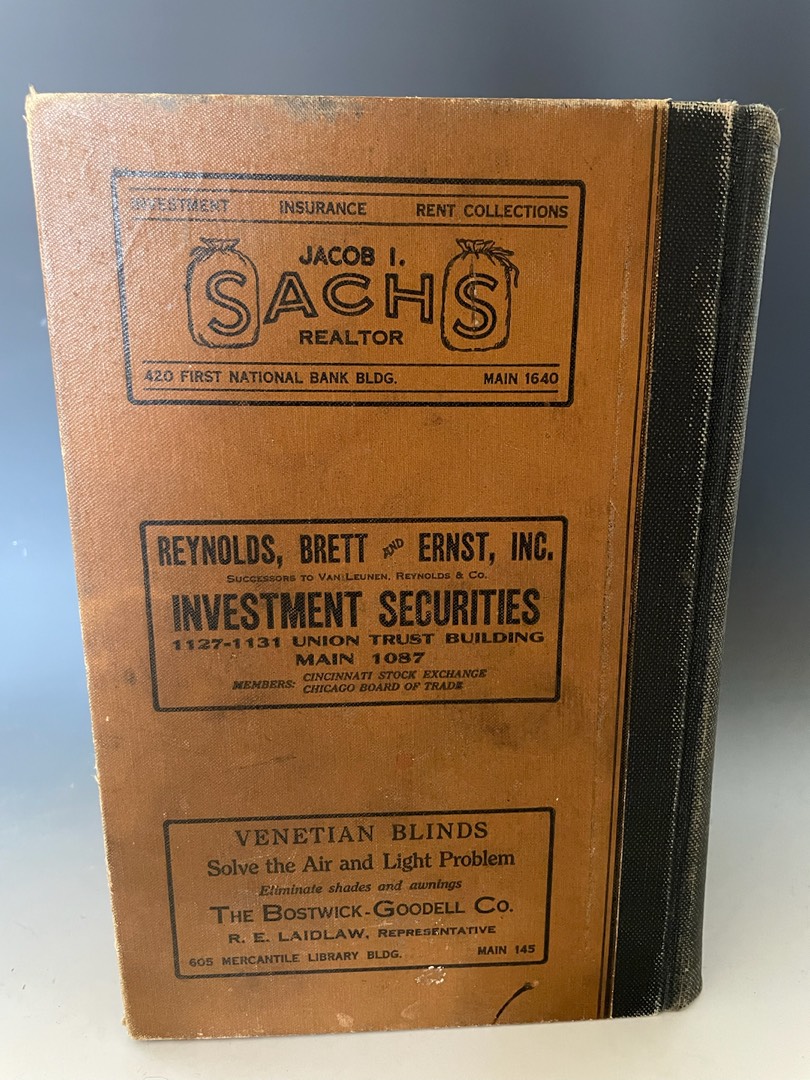 INVESTMENT INSURANCE RENT COLLECTIONS
JACOB I.
SACHS
REALTOR
420 FIRST NATIONAL BANK BLDG. MAIN 1640
REYNOLDS, BRETT AND ERNST, INC.
SUCCESSORS TO VAN LEUNEN, REYNOLDS & CO.
INVESTMENT SECURITIES
1127-1131 UNION TRUST BUILDING
MAIN 1087
MEMBERS: CINCINNATI STOCK EXCHANGE
CHICAGO BOARD OF TRADE
VENETIAN BLINDS
Solve the Air and Light Problem
Eliminate shades and awnings
THE BOSTWICK-GOODELL CO.
R. E. LAIDLAW, REPRESENTATIVE
605 MERCANTILE LIBRARY BLDG. MAIN 145